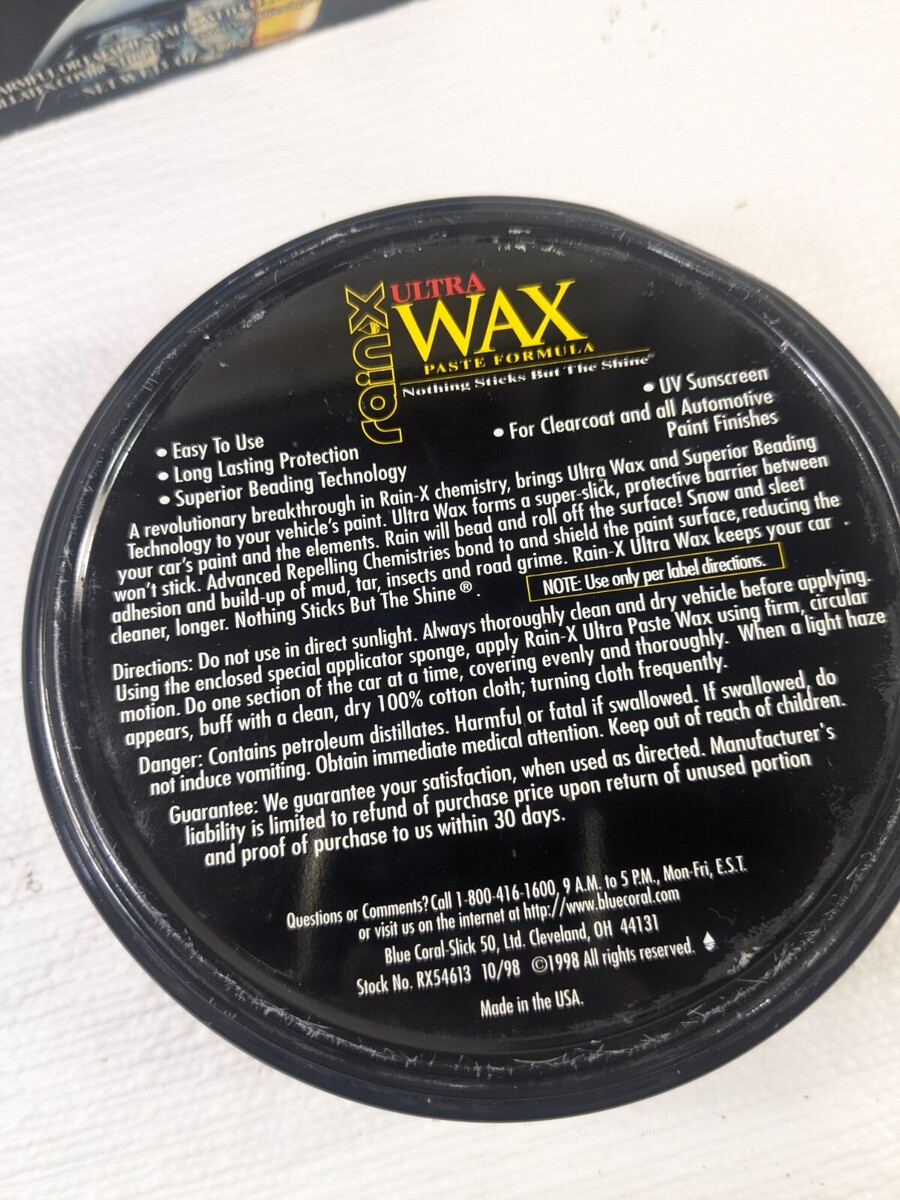 NET WT. 15 OZ.
rain-x
ULTRA
WAX
PASTE FORMULA
Nothing Sticks But The Shine
• Easy To Use
• Long Lasting Protection
• Superior Beading Technology
• UV Sunscreen
• For Clearcoat and all Automotive
Paint Finishes
A revolutionary breakthrough in Rain-X chemistry, brings Ultra Wax and Superior Beading
Technology to your vehicle's paint. Ultra Wax forms a super-slick, protective barrier between
your car's paint and the elements. Rain will bead and roll off the surface! Snow and sleet
won't stick. Advanced Repelling Chemistries bond to and shield the paint surface, reducing the
adhesion and build-up of mud, tar, insects and road grime. Rain-X Ultra Wax keeps your car
cleaner, longer. Nothing Sticks But The Shine®.
NOTE: Use only per label directions.
Directions: Do not use in direct sunlight. Always thoroughly clean and dry vehicle before applying.
Using the enclosed special applicator sponge, apply Rain-X Ultra Paste Wax using firm, circular
motion. Do one section of the car at a time, covering evenly and thoroughly. When a light haze
appears, buff with a clean, dry 100% cotton cloth; turning cloth frequently.
Danger: Contains petroleum distillates. Harmful or fatal if swallowed. If swallowed, do
not induce vomiting. Obtain immediate medical attention. Keep out of reach of children.
Guarantee: We guarantee your satisfaction, when used as directed. Manufacturer's
liability is limited to refund of purchase price upon return of unused portion
and proof of purchase to us within 30 days.
Questions or Comments? Call 1-800-416-1600, 9 A.M. to 5 P.M., Mon-Fri, E.S.T.
or visit us on the internet at http://www.bluecoral.com
Blue Coral-Slick 50, Ltd. Cleveland, OH 44131
Stock No. RX54613 10/98 ©1998 All rights reserved.
Made in the USA.